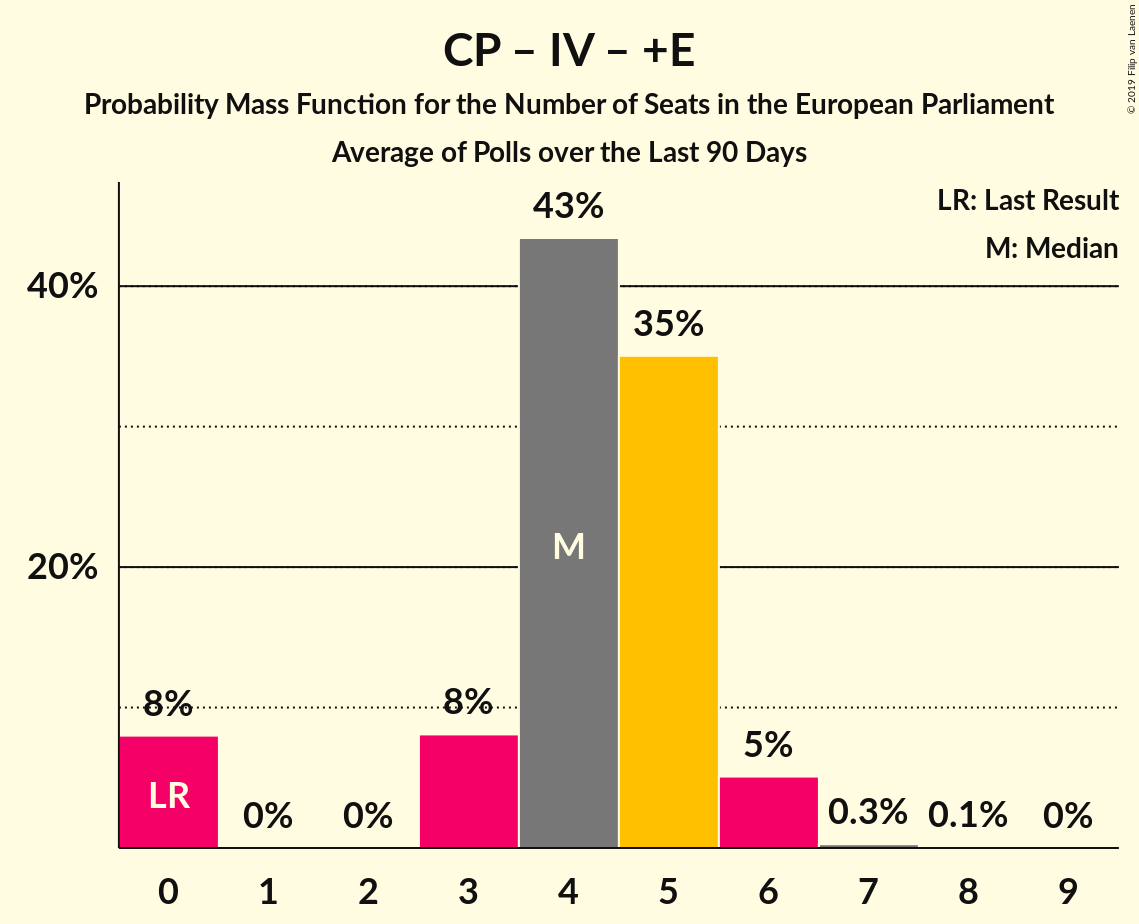 CP – IV – +E
Probability Mass Function for the Number of Seats in the European Parliament
Average of Polls over the Last 90 Days
© 2019 Filip van Laenen
LR: Last Result
M: Median
43%
40%
35%
M
20%
8%
8%
5%
LR
0%
0%
0.3%
0.1%
0%
0 1 2 3 4 5 6 7 8 9